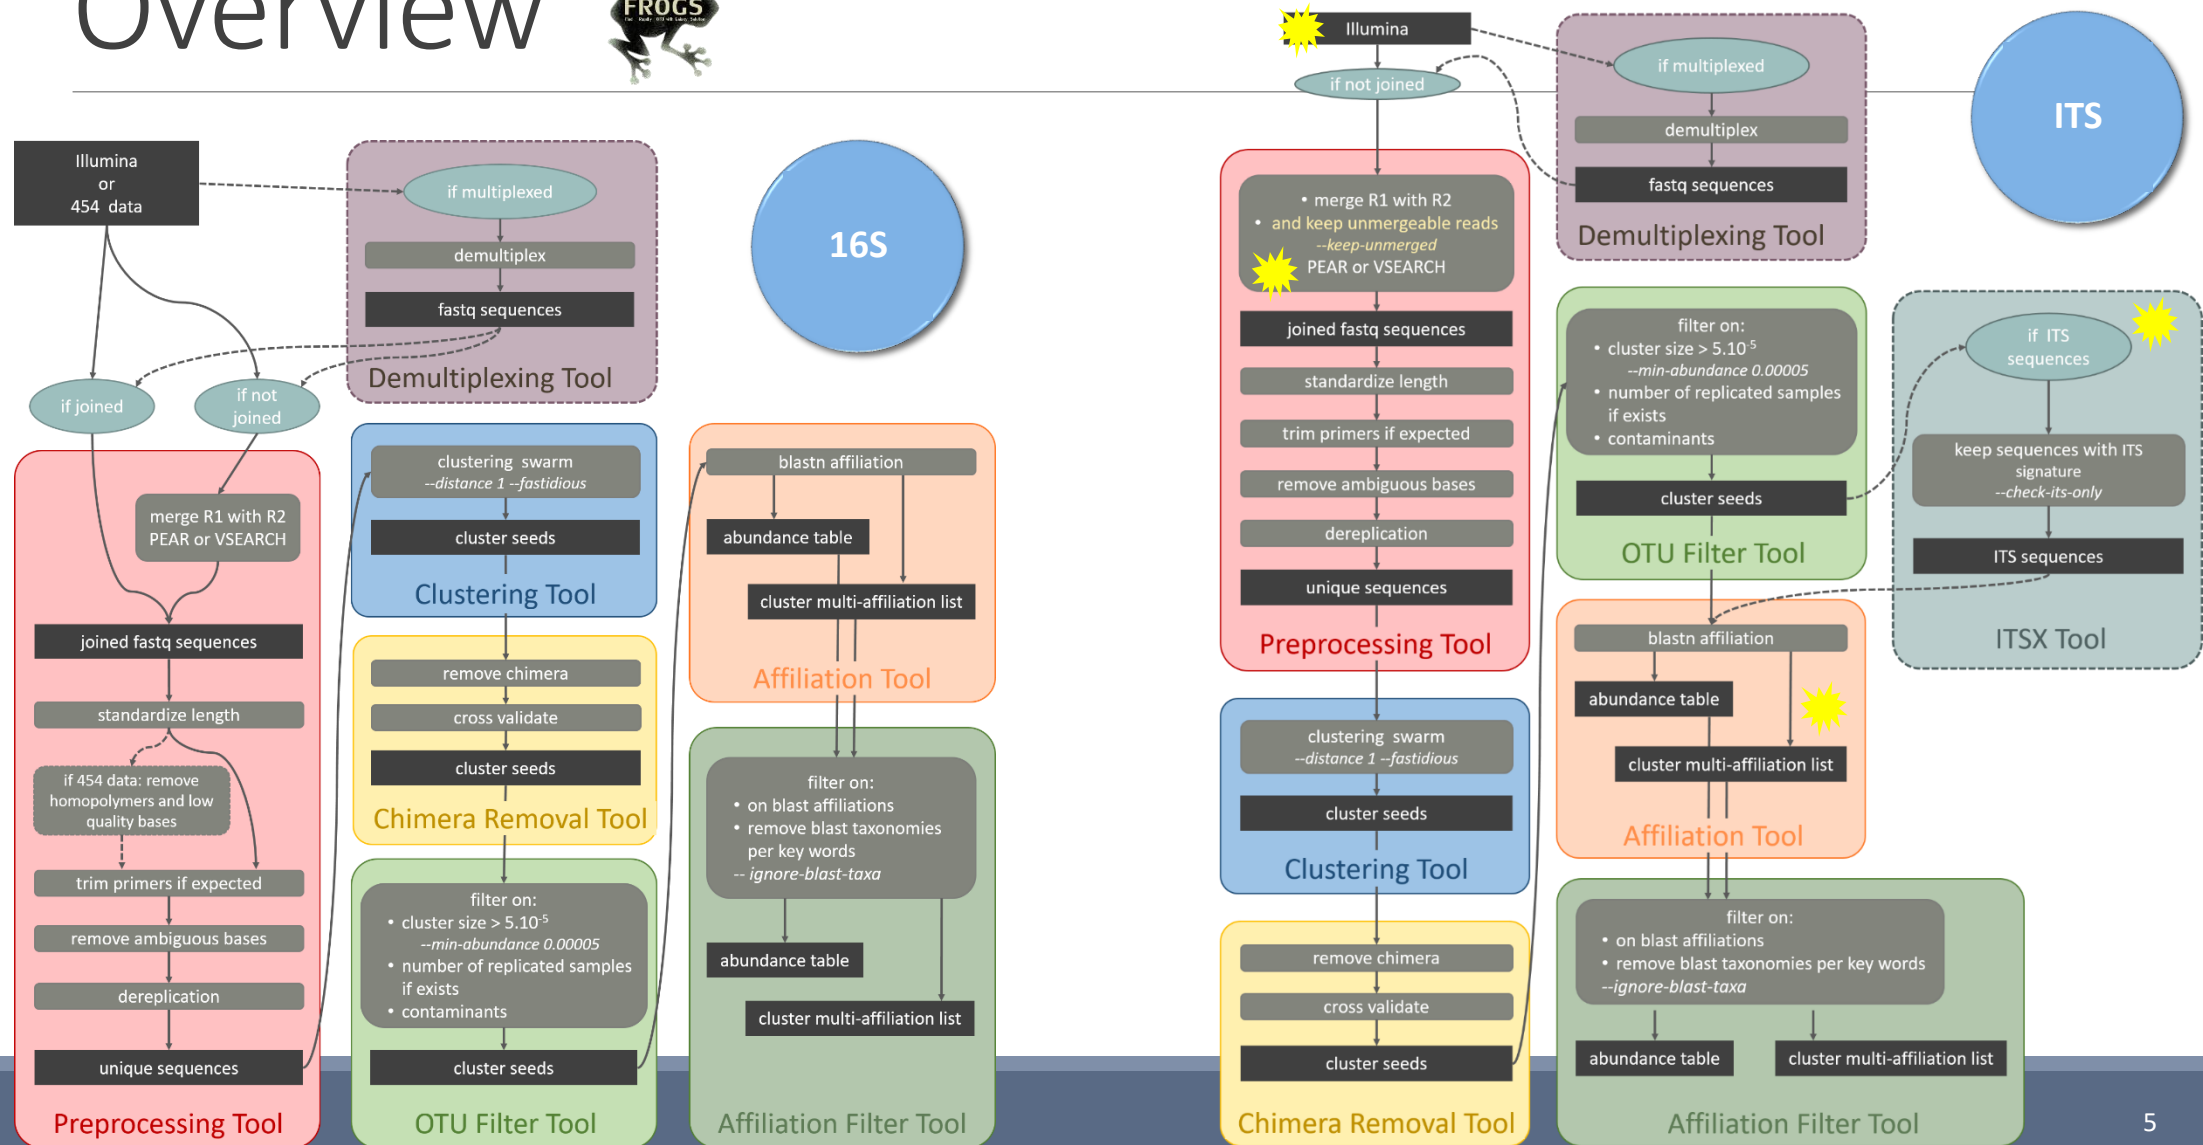 Overview
FROGS
16S
Illumina
or
454 data
if multiplexed
demultiplex
fastq sequences
Demultiplexing Tool
if joined
if not
joined
merge R1 with R2
PEAR or VSEARCH
joined fastq sequences
standardize length
if 454 data: remove
homopolymers and low
quality bases
trim primers if expected
remove ambiguous bases
dereplication
unique sequences
Preprocessing Tool
clustering swarm
--distance 1 --fastidious
cluster seeds
Clustering Tool
remove chimera
cross validate
cluster seeds
Chimera Removal Tool
filter on:
• cluster size > 5.10-5
--min-abundance 0.00005
• number of replicated samples
if exists
• contaminants
cluster seeds
OTU Filter Tool
blastn affiliation
abundance table
cluster multi-affiliation list
Affiliation Tool
filter on:
• on blast affiliations
• remove blast taxonomies
per key words
-- ignore-blast-taxa
abundance table
cluster multi-affiliation list
Affiliation Filter Tool
ITS
Illumina
if not joined
if multiplexed
demultiplex
fastq sequences
Demultiplexing Tool
• merge R1 with R2
• and keep unmergeable reads
--keep-unmerged
PEAR or VSEARCH
joined fastq sequences
standardize length
trim primers if expected
remove ambiguous bases
dereplication
unique sequences
Preprocessing Tool
clustering swarm
--distance 1 --fastidious
cluster seeds
Clustering Tool
remove chimera
cross validate
cluster seeds
Chimera Removal Tool
filter on:
• cluster size > 5.10-5
--min-abundance 0.00005
• number of replicated samples
if exists
• contaminants
cluster seeds
OTU Filter Tool
if ITS
sequences
keep sequences with ITS
signature
--check-its-only
ITS sequences
ITSX Tool
blastn affiliation
abundance table
cluster multi-affiliation list
Affiliation Tool
filter on:
• on blast affiliations
• remove blast taxonomies per key words
--ignore-blast-taxa
abundance table
cluster multi-affiliation list
Affiliation Filter Tool
5